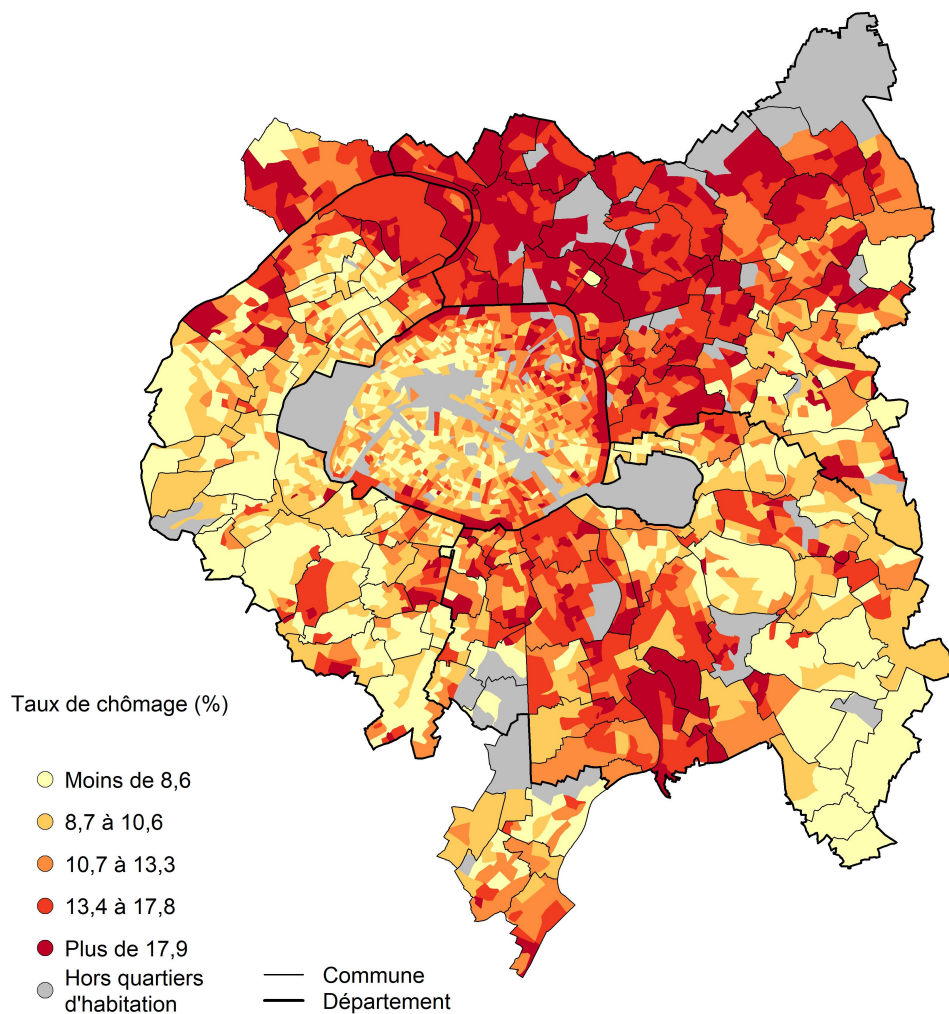 Taux de chômage (%)
Moins de 8,6
8,7 à 10,6
10,7 à 13,3
13,4 à 17,8
Plus de 17,9
Hors quartiers
d'habitation
Commune
Département